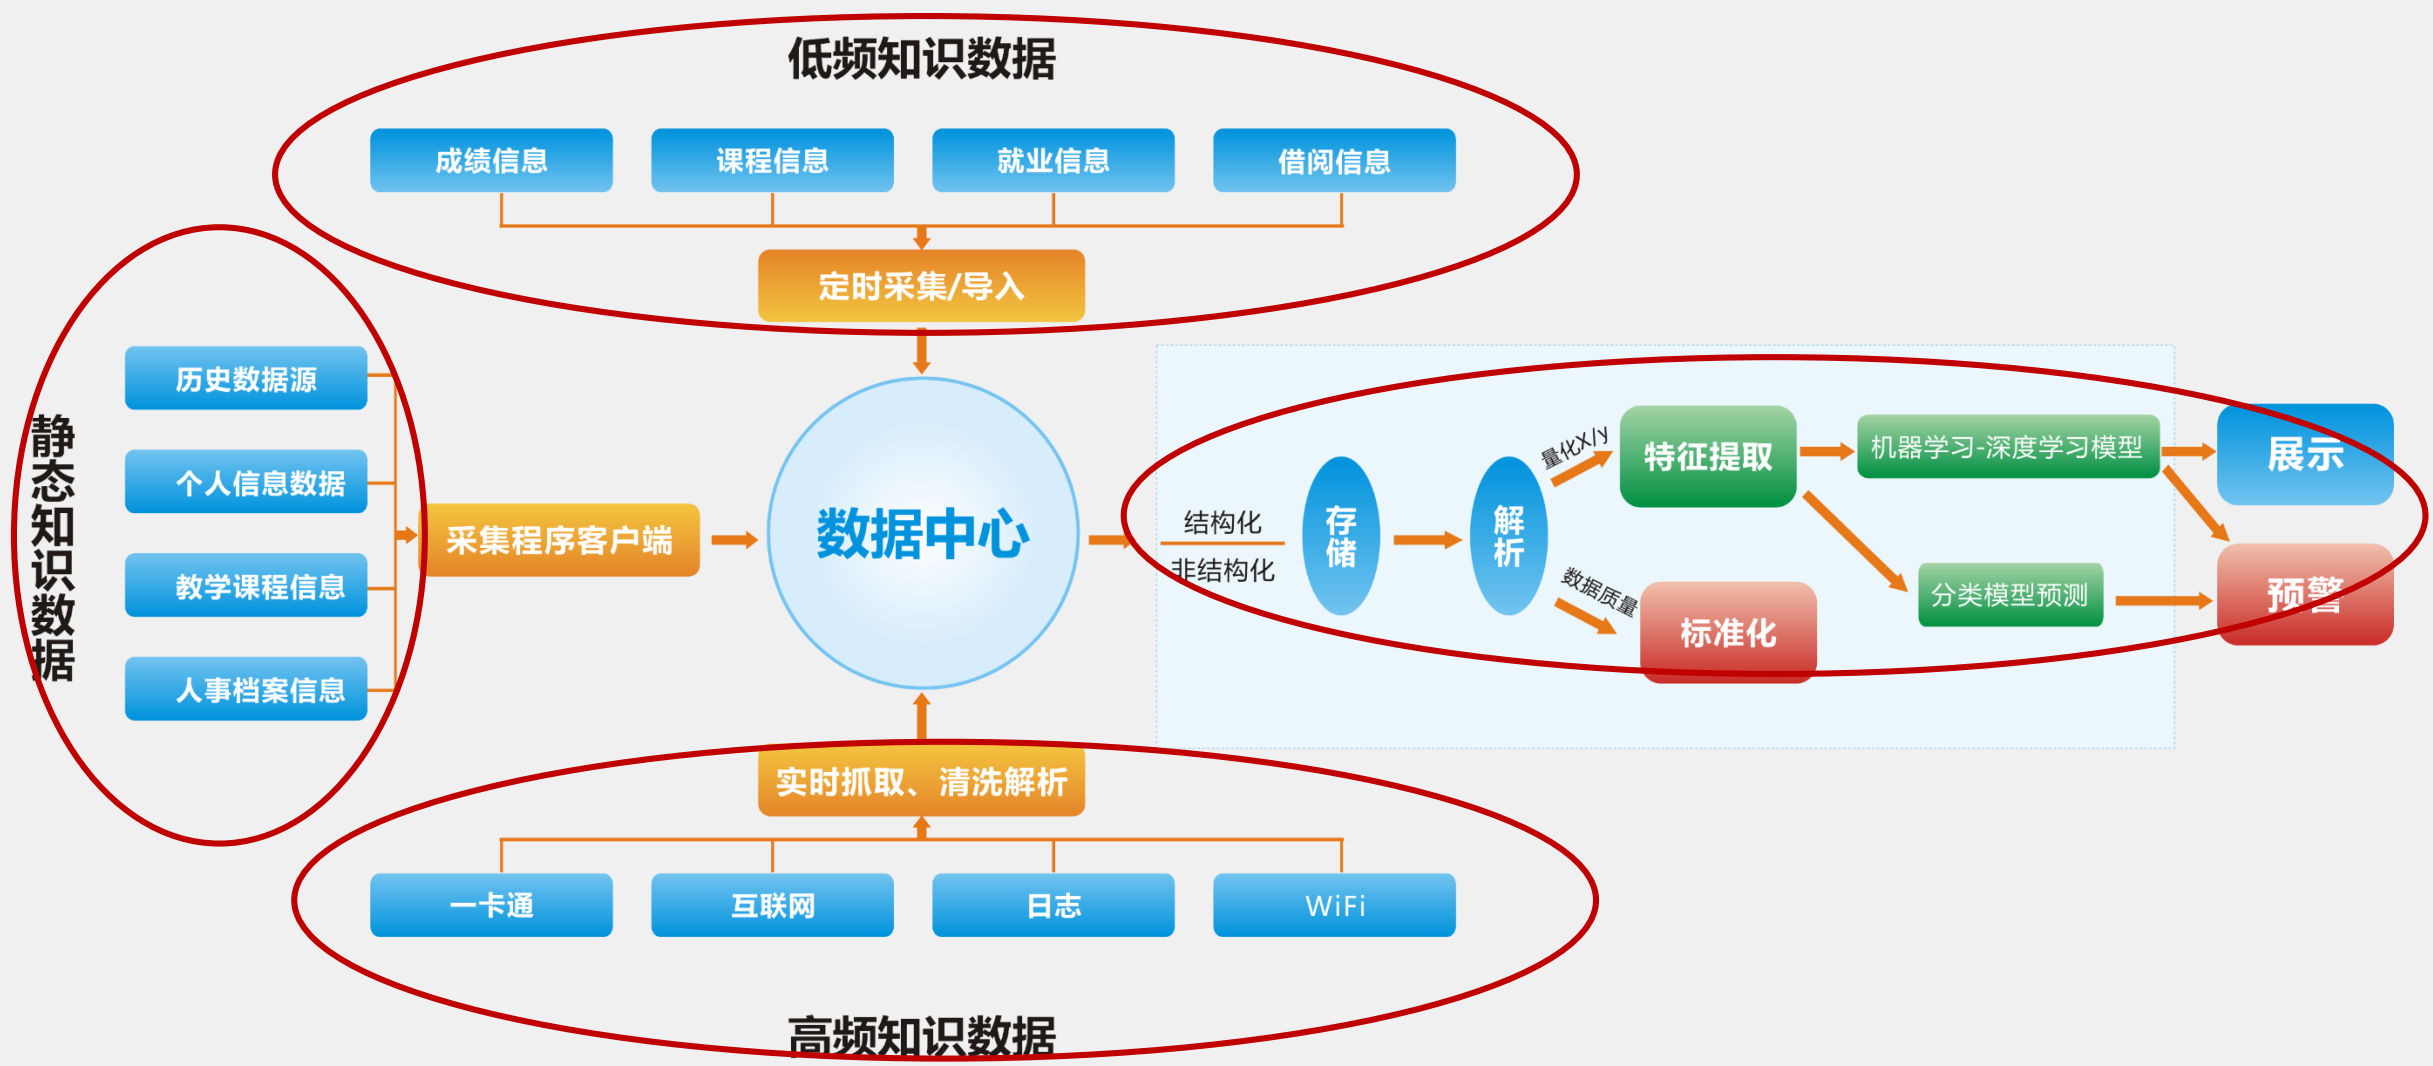 低频知识数据
成绩信息
课程信息
就业信息
借阅信息
定时采集/导入
静态知识数据
历史数据源
个人信息数据
教学课程信息
人事档案信息
采集程序客户端
数据中心
结构化
非结构化
存储
解析
量化X/y
数据质量
特征提取
标准化
机器学习-深度学习模型
分类模型预测
展示
预警
实时抓取、清洗解析
一卡通
互联网
日志
WiFi
高频知识数据